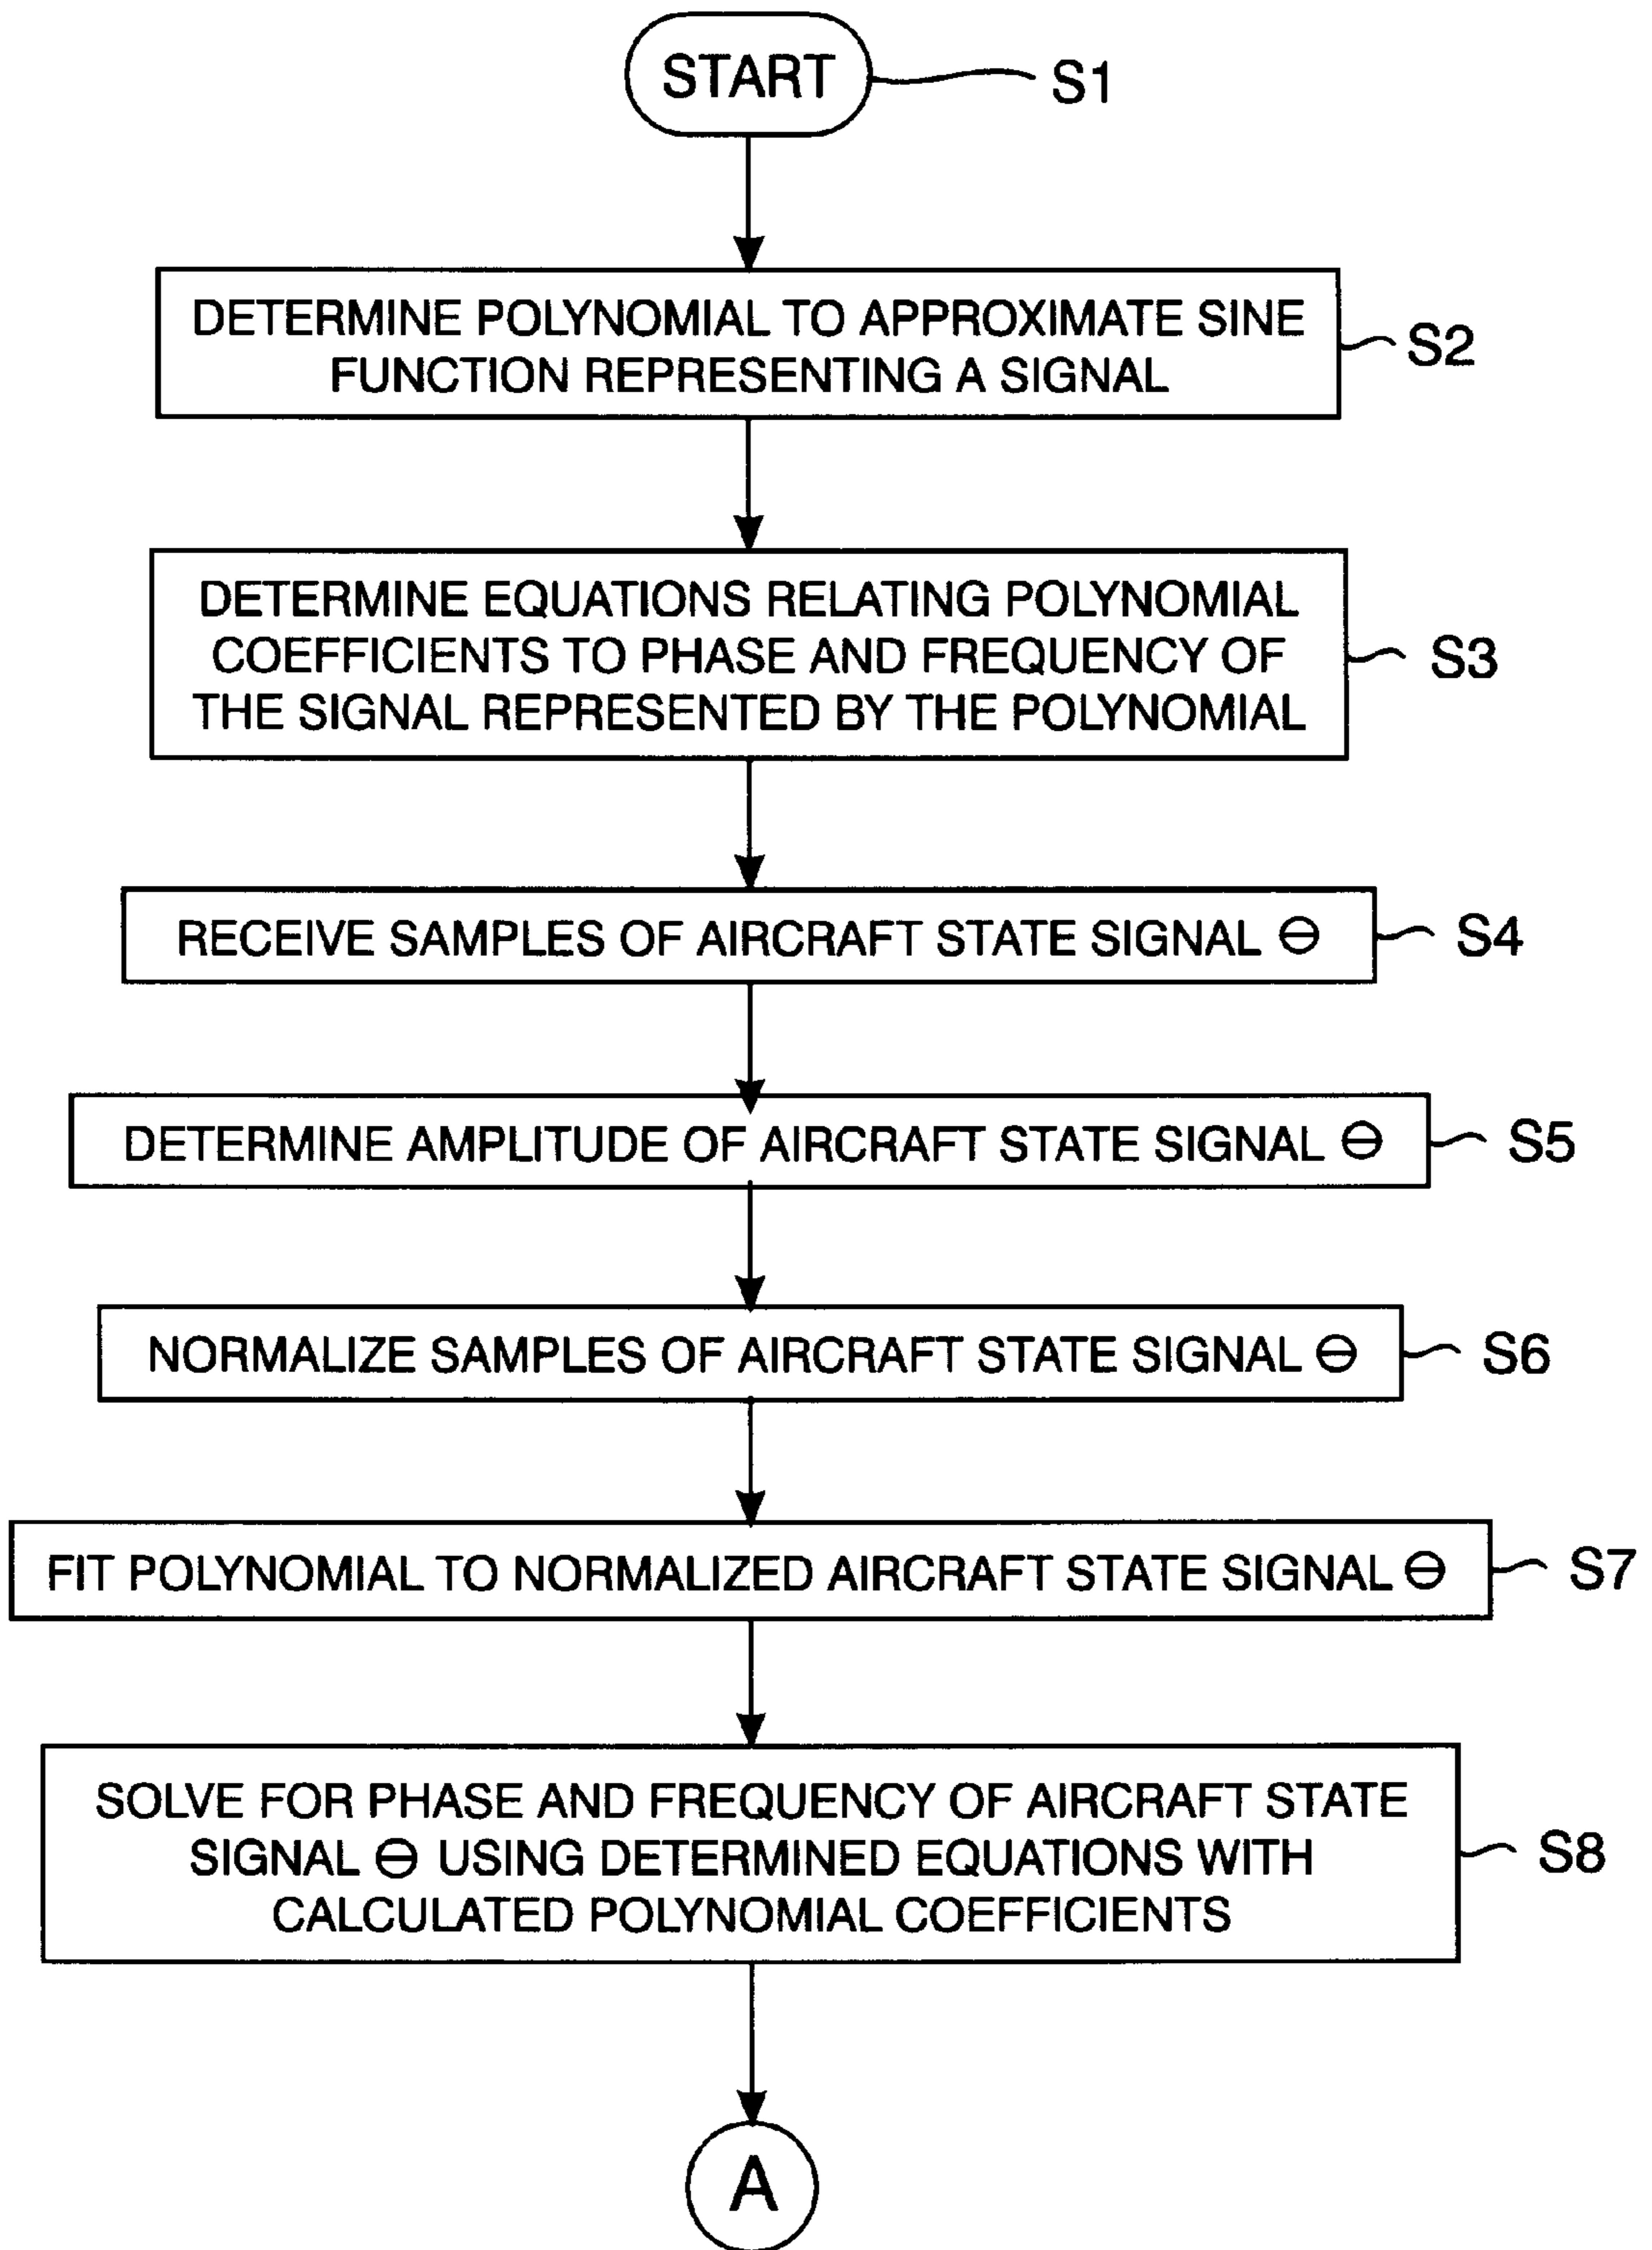 START
S1
DETERMINE POLYNOMIAL TO APPROXIMATE SINE
FUNCTION REPRESENTING A SIGNAL
S2
DETERMINE EQUATIONS RELATING POLYNOMIAL
COEFFICIENTS TO PHASE AND FREQUENCY OF
THE SIGNAL REPRESENTED BY THE POLYNOMIAL
S3
RECEIVE SAMPLES OF AIRCRAFT STATE SIGNAL Θ
S4
DETERMINE AMPLITUDE OF AIRCRAFT STATE SIGNAL Θ
S5
NORMALIZE SAMPLES OF AIRCRAFT STATE SIGNAL Θ
S6
FIT POLYNOMIAL TO NORMALIZED AIRCRAFT STATE SIGNAL Θ
S7
SOLVE FOR PHASE AND FREQUENCY OF AIRCRAFT STATE
SIGNAL Θ USING DETERMINED EQUATIONS WITH
CALCULATED POLYNOMIAL COEFFICIENTS
S8
A